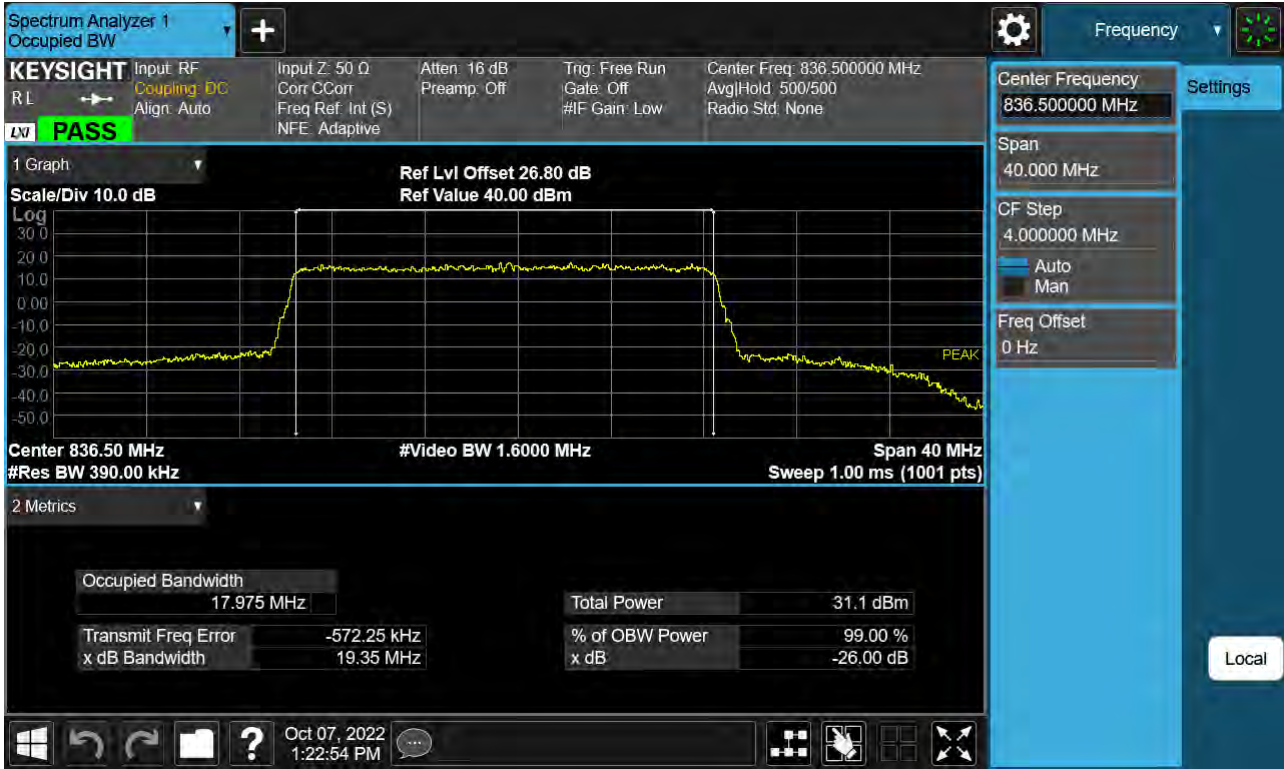 Spectrum Analyzer 1
Occupied BW
+
Frequency
KEYSIGHT
RL
LXI
PASS
Input: RF
Coupling: DC
Align: Auto
Input Z: 50 Ω
Corr CCorr
Freq Ref: Int (S)
NFE: Adaptive
Atten: 16 dB
Preamp: Off
Trig: Free Run
Gate: Off
#IF Gain: Low
Center Freq: 836.500000 MHz
Avg|Hold: 500/500
Radio Std: None
Center Frequency
836.500000 MHz
Settings
Span
40.000 MHz
CF Step
4.000000 MHz
Auto
Man
Freq Offset
0 Hz
1 Graph
Scale/Div 10.0 dB
Ref Lvl Offset 26.80 dB
Ref Value 40.00 dBm
Log
30.0
20.0
10.0
0.00
-10.0
-20.0
-30.0
-40.0
-50.0
PEAK
Center 836.50 MHz
#Video BW 1.6000 MHz
Span 40 MHz
#Res BW 390.00 kHz
Sweep 1.00 ms (1001 pts)
2 Metrics
Occupied Bandwidth
17.975 MHz
Total Power 31.1 dBm
Transmit Freq Error -572.25 kHz
% of OBW Power 99.00 %
x dB Bandwidth 19.35 MHz
x dB -26.00 dB
Local
?
Oct 07, 2022
1:22:54 PM